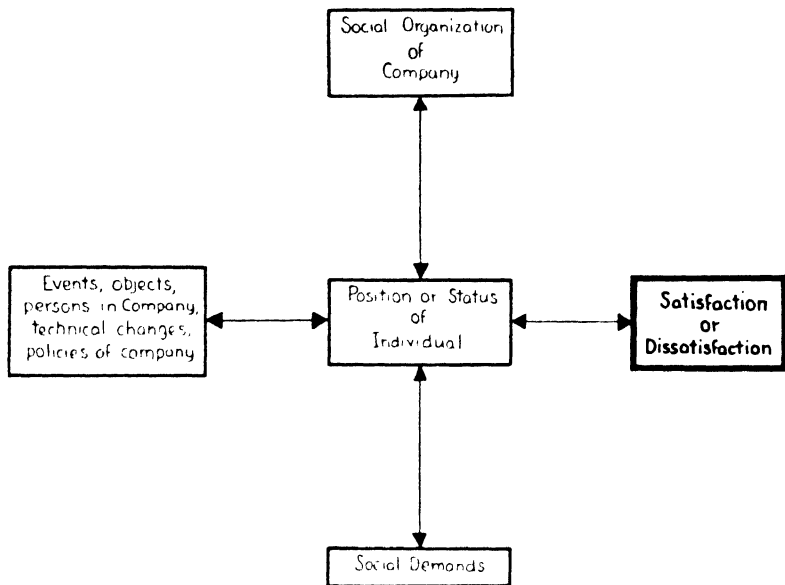 Social Organization
of
Company
Events, objects,
persons in Company,
technical changes,
policies of company
Position or Status
of
Individual
Satisfaction
or
Dissatisfaction
Social Demands